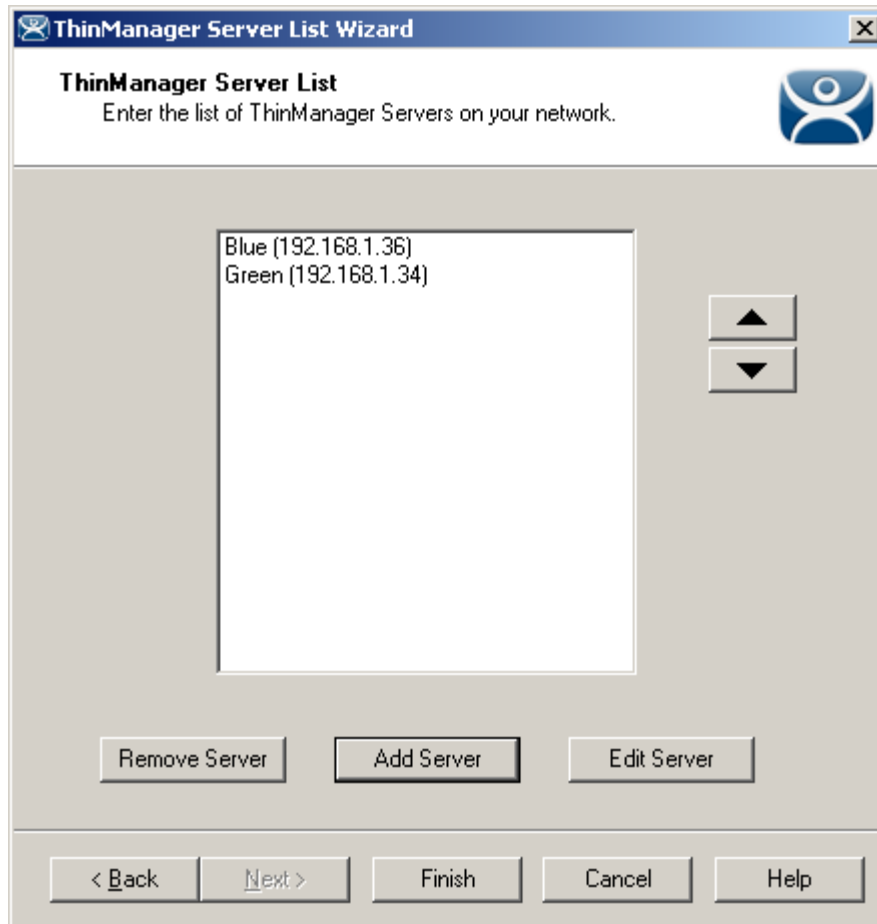 ThinManager Server List Wizard
ThinManager Server List
Enter the list of ThinManager Servers on your network.
Blue (192.168.1.36)
Green (192.168.1.34)
Remove Server
Add Server
Edit Server
< Back
Next >
Finish
Cancel
Help